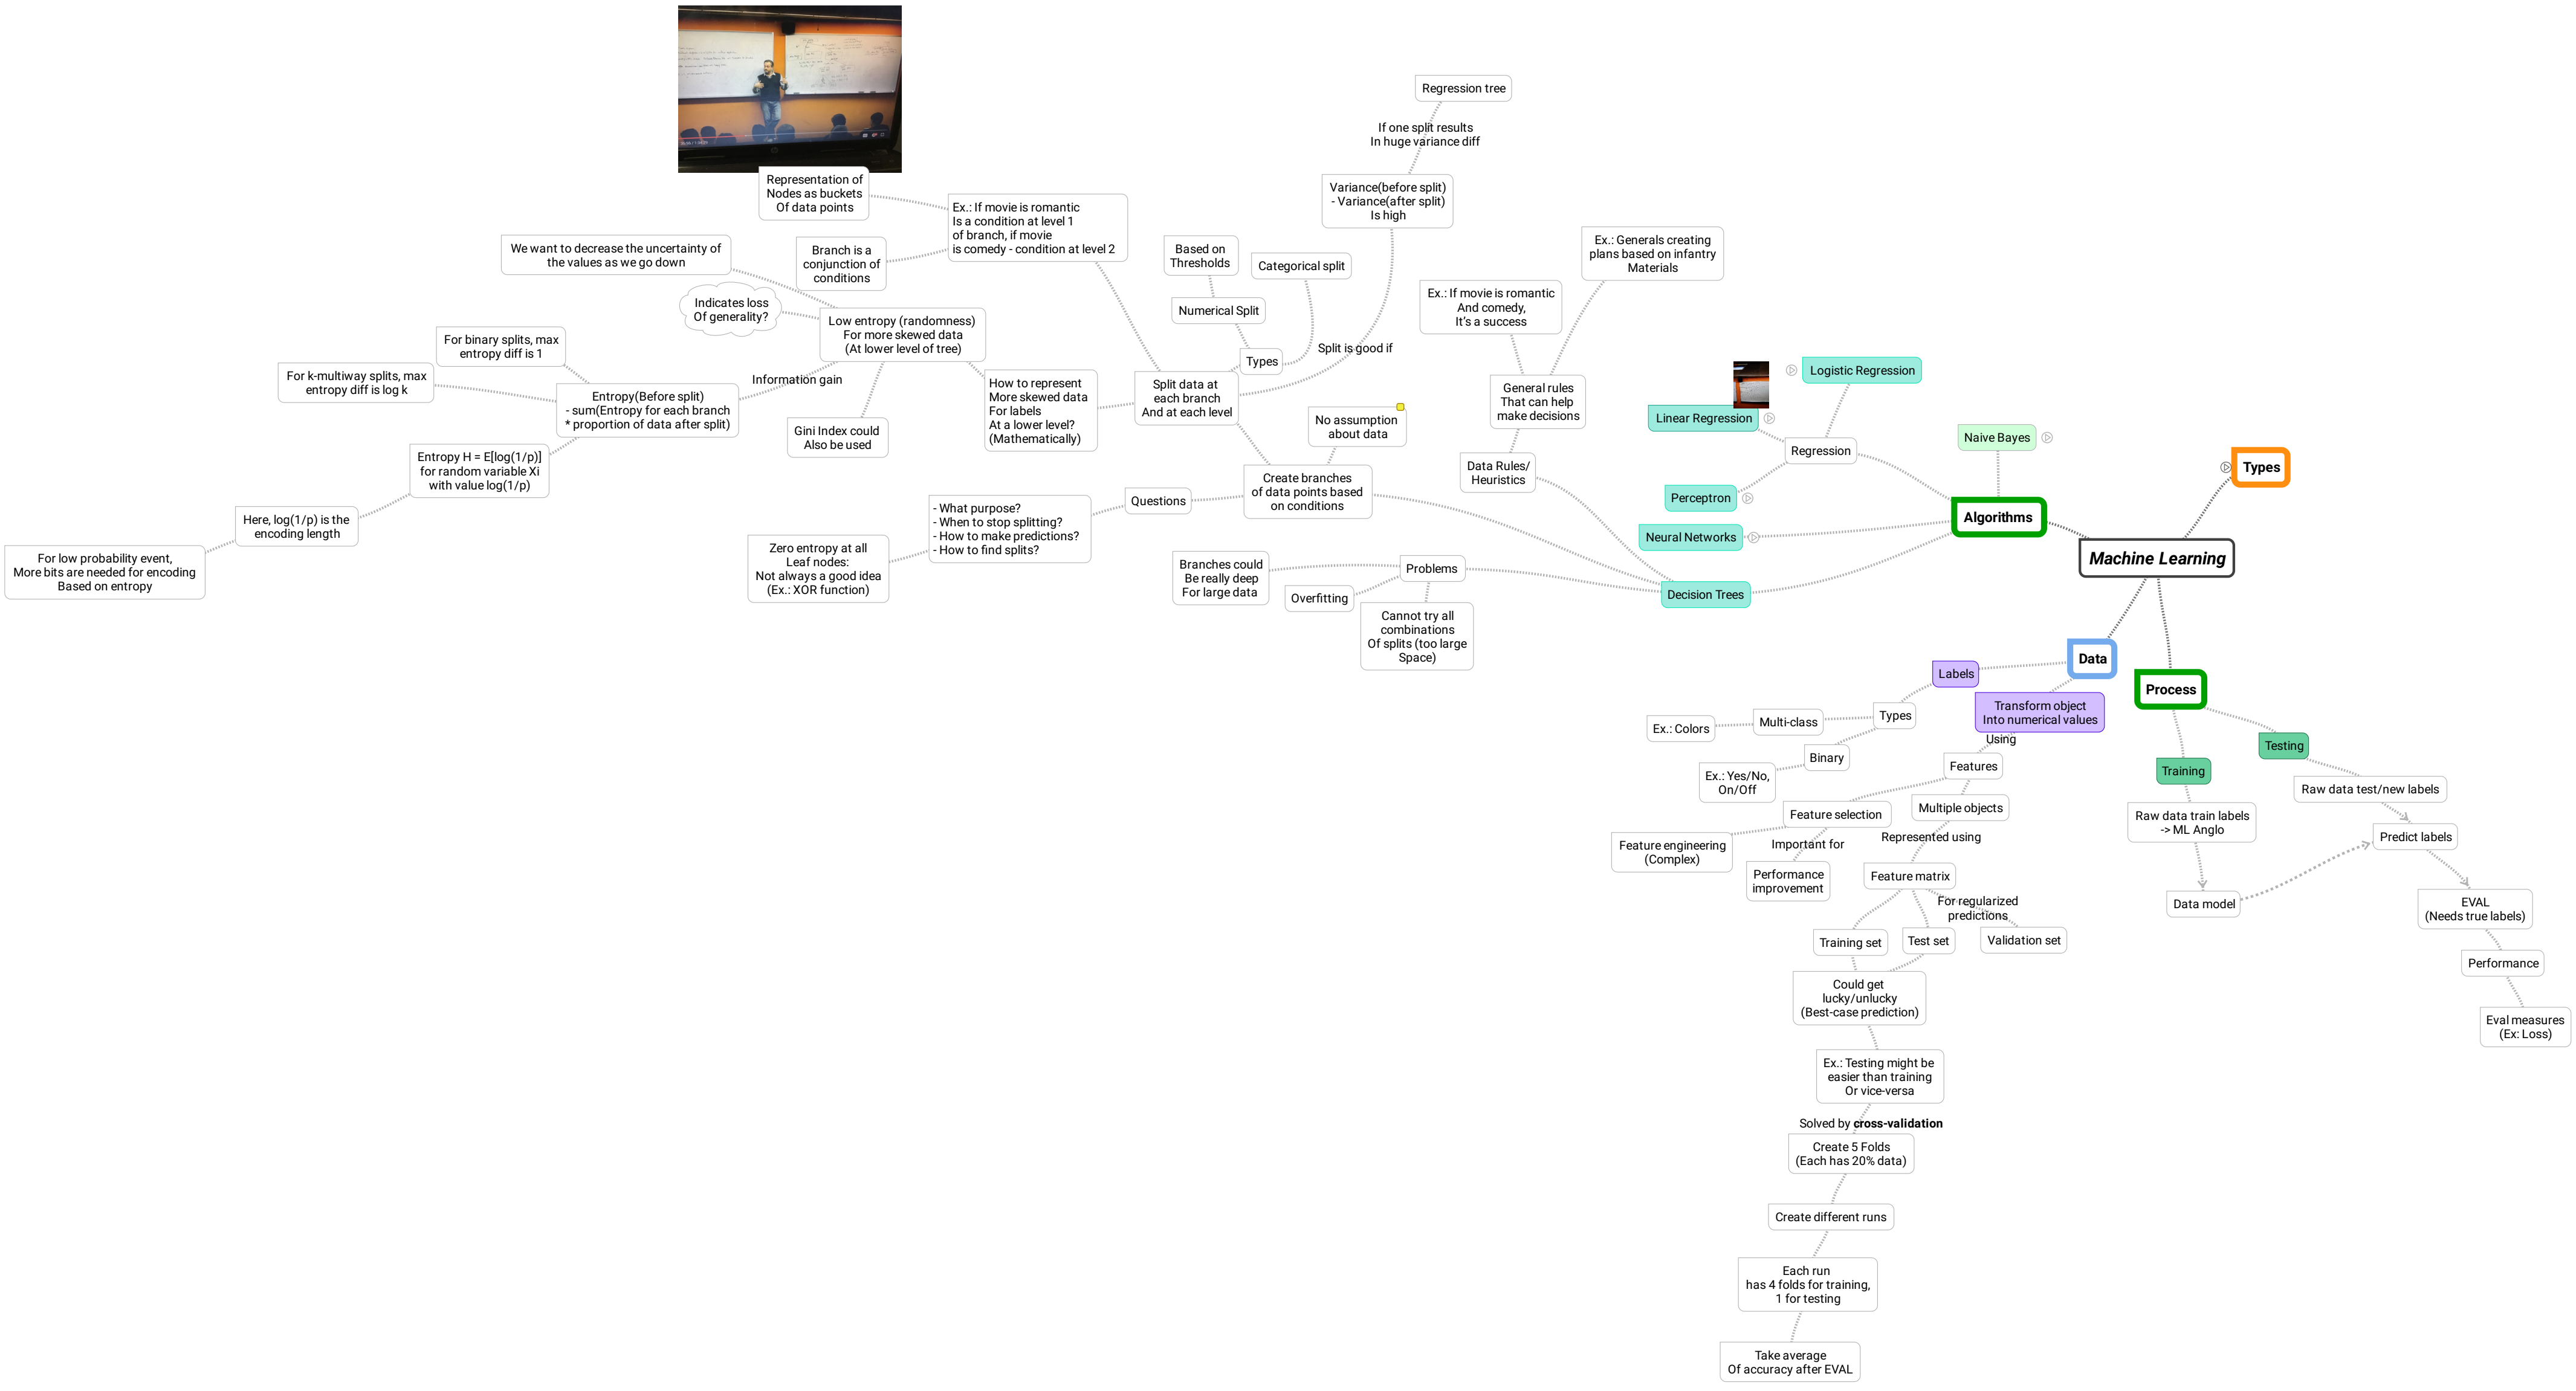 Machine Learning
Types
Algorithms
Naive Bayes
Regression
Logistic Regression
Linear Regression
Perceptron
Neural Networks
Decision Trees
Data Rules/
Heuristics
General rules
That can help
make decisions
Ex.: If movie is romantic
And comedy,
It's a success
Ex.: Generals creating
plans based on infantry
Materials
Create branches
of data points based
on conditions
No assumption
about data
Split data at
each branch
And at each level
Types
Numerical Split
Based on
Thresholds
Categorical split
Split is good if
Variance(before split)
- Variance(after split)
Is high
If one split results
In huge variance diff
Regression tree
Ex.: If movie is romantic
Is a condition at level 1
of branch, if movie
is comedy - condition at level 2
Representation of
Nodes as buckets
Of data points
Branch is a
conjunction of
conditions
How to represent
More skewed data
For labels
At a lower level?
(Mathematically)
Low entropy (randomness)
For more skewed data
(At lower level of tree)
We want to decrease the uncertainty of
the values as we go down
Indicates loss
Of generality?
Gini Index could
Also be used
Information gain
Entropy(Before split)
- sum(Entropy for each branch
* proportion of data after split)
For binary splits, max
entropy diff is 1
For k-multiway splits, max
entropy diff is log k
Entropy H = E[log(1/p)]
for random variable Xi
with value log(1/p)
Here, log(1/p) is the
encoding length
For low probability event,
More bits are needed for encoding
Based on entropy
Questions
- What purpose?
- When to stop splitting?
- How to make predictions?
- How to find splits?
Zero entropy at all
Leaf nodes:
Not always a good idea
(Ex.: XOR function)
Problems
Branches could
Be really deep
For large data
Overfitting
Cannot try all
combinations
Of splits (too large
Space)
Data
Labels
Types
Multi-class
Ex.: Colors
Binary
Ex.: Yes/No,
On/Off
Transform object
Into numerical values
Using
Features
Feature selection
Feature engineering
(Complex)
Important for
Performance
improvement
Multiple objects
Represented using
Feature matrix
For regularized
predictions
Training set
Test set
Validation set
Could get
lucky/unlucky
(Best-case prediction)
Ex.: Testing might be
easier than training
Or vice-versa
Solved by cross-validation
Create 5 Folds
(Each has 20% data)
Create different runs
Each run
has 4 folds for training,
1 for testing
Take average
Of accuracy after EVAL
Process
Training
Raw data train labels
-> ML Anglo
Data model
Testing
Raw data test/new labels
Predict labels
EVAL
(Needs true labels)
Performance
Eval measures
(Ex: Loss)